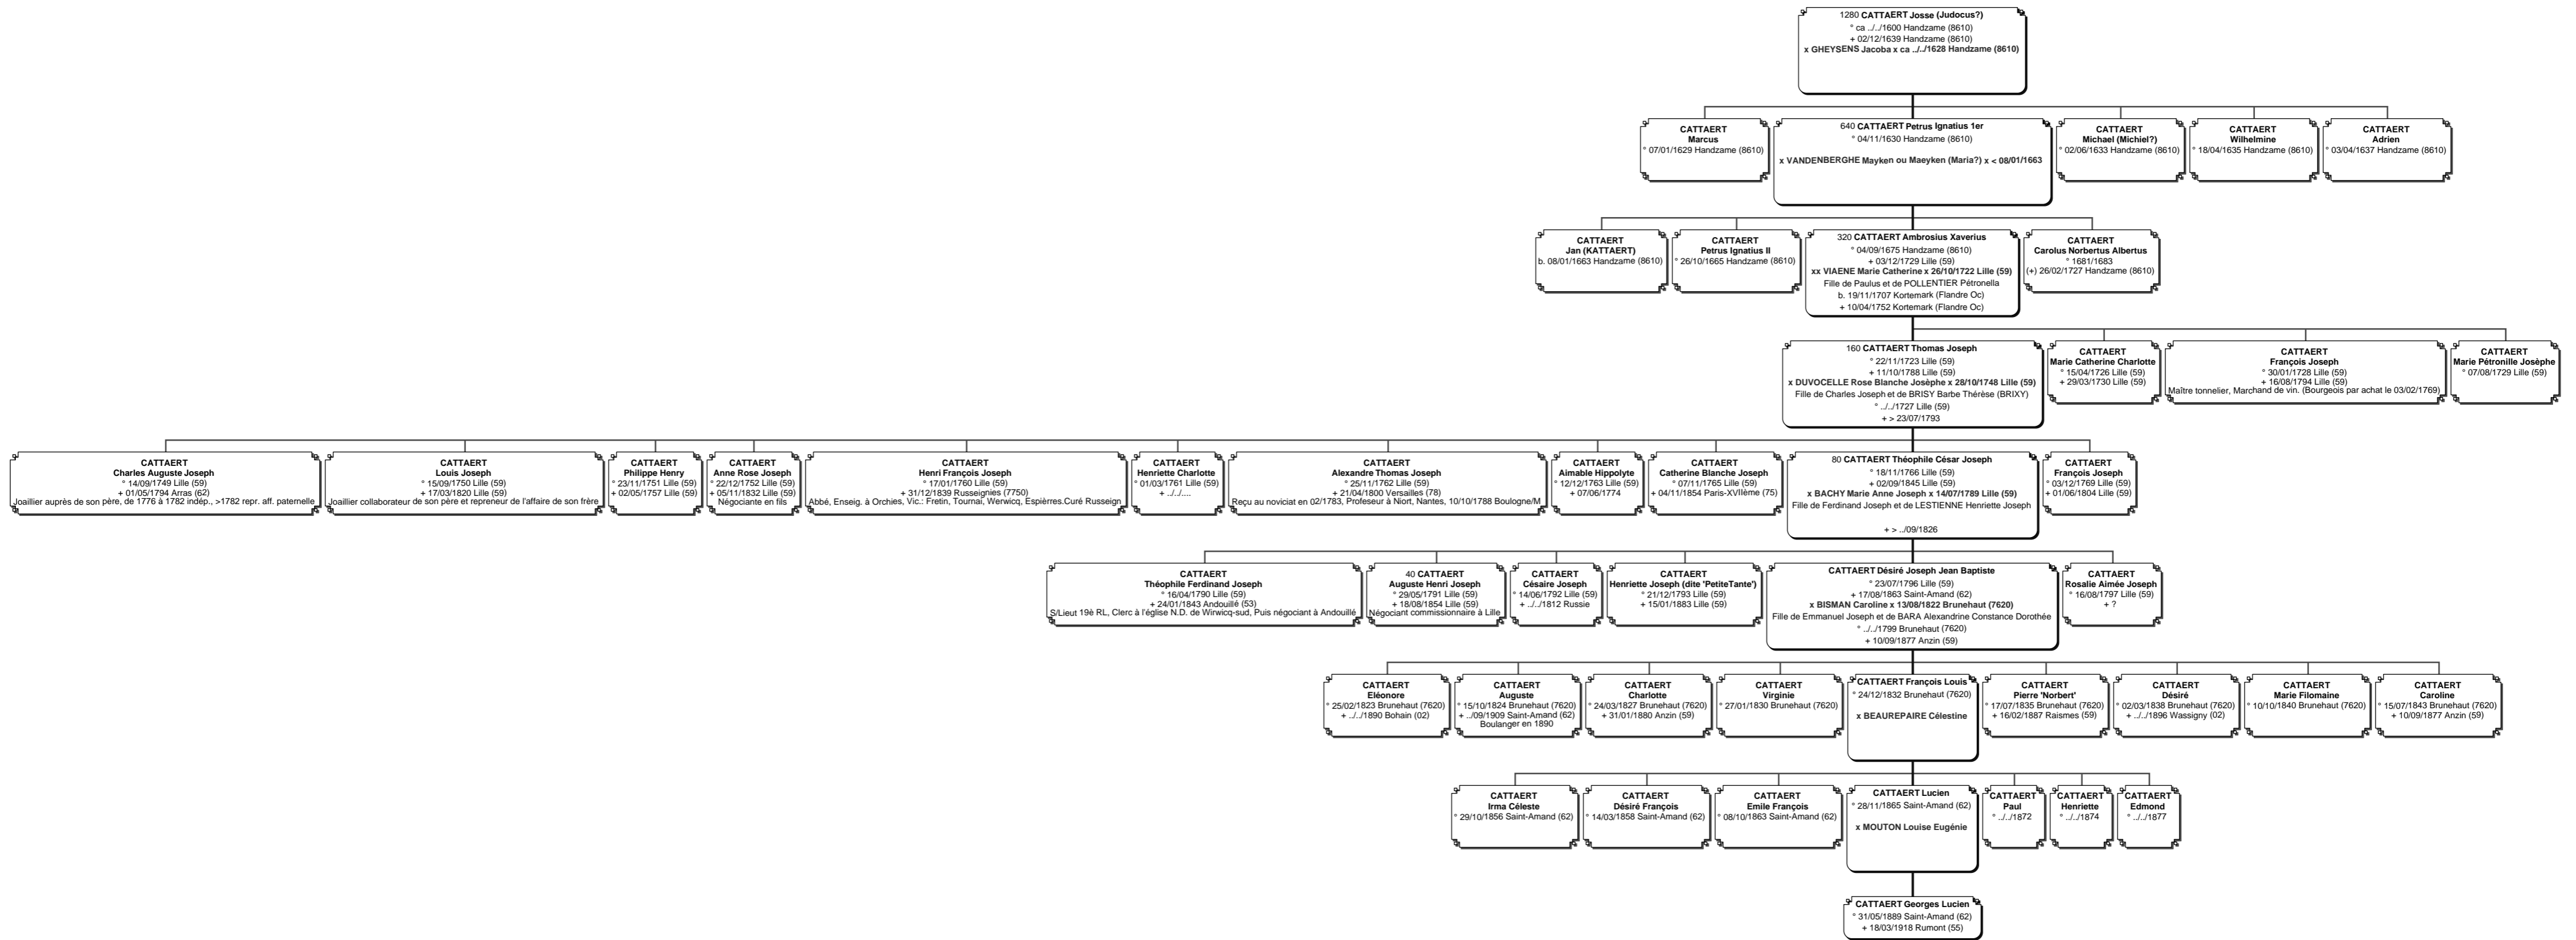 1280 CATTAERT Josse (Judocus?)
° ca ../../1600 Handzame (8610)
+ 02/12/1639 Handzame (8610)
x GHEYSENS Jacoba x ca ../../1628 Handzame (8610)
CATTAERT
Marcus
° 07/01/1629 Handzame (8610)
640 CATTAERT Petrus Ignatius 1er
° 04/11/1630 Handzame (8610)
x VANDENBERGHE Mayken ou Maeyken (Maria?) x < 08/01/1663
CATTAERT
Michael (Michiel?)
° 02/06/1633 Handzame (8610)
CATTAERT
Wilhelmine
° 18/04/1635 Handzame (8610)
CATTAERT
Adrien
° 03/04/1637 Handzame (8610)
CATTAERT
Jan (KATTAERT)
b. 08/01/1663 Handzame (8610)
CATTAERT
Petrus Ignatius II
° 26/10/1665 Handzame (8610)
320 CATTAERT Ambrosius Xaverius
° 04/09/1675 Handzame (8610)
+ 03/12/1729 Lille (59)
xx VIAENE Marie Catherine x 26/10/1722 Lille (59)
Fille de Paulus et de POLLENTIER Pétronella
b. 19/11/1707 Kortemark (Flandre Oc)
+ 10/04/1752 Kortemark (Flandre Oc)
CATTAERT
Carolus Norbertus Albertus
° 1681/1683
(+) 26/02/1727 Handzame (8610)
160 CATTAERT Thomas Joseph
° 22/11/1723 Lille (59)
+ 11/10/1788 Lille (59)
x DUVOCELLE Rose Blanche Josèphe x 28/10/1748 Lille (59)
Fille de Charles Joseph et de BRISY Barbe Thérèse (BRIXY)
° ../../1727 Lille (59)
+ > 23/07/1793
CATTAERT
Marie Catherine Charlotte
° 15/04/1726 Lille (59)
+ 29/03/1730 Lille (59)
CATTAERT
François Joseph
° 30/01/1728 Lille (59)
+ 16/08/1794 Lille (59)
Maître tonnelier, Marchand de vin. (Bourgeois par achat le 03/02/1769)
CATTAERT
Marie Pétronille Josèphe
° 07/08/1729 Lille (59)
CATTAERT
Charles Auguste Joseph
° 14/09/1749 Lille (59)
+ 01/05/1794 Arras (62)
Joaillier auprès de son père, de 1776 à 1782 indép., >1782 repr. aff. paternelle
CATTAERT
Louis Joseph
° 15/09/1750 Lille (59)
+ 17/03/1820 Lille (59)
Joaillier collaborateur de son père et repreneur de l'affaire de son frère
CATTAERT
Philippe Henry
° 23/11/1751 Lille (59)
+ 02/05/1757 Lille (59)
CATTAERT
Anne Rose Joseph
° 22/12/1752 Lille (59)
+ 05/11/1832 Lille (59)
Négociante en fils
CATTAERT
Henri François Joseph
° 17/01/1760 Lille (59)
+ 31/12/1839 Russeignies (7750)
Abbé, Enseig. à Orchies, Vic.: Fretin, Tournai, Werwicq, Espièrres.Curé Russeign
CATTAERT
Henriette Charlotte
° 01/03/1761 Lille (59)
+ ../../....
CATTAERT
Alexandre Thomas Joseph
° 25/11/1762 Lille (59)
+ 21/04/1800 Versailles (78)
Reçu au noviciat en 02/1783, Profeseur à Niort, Nantes, 10/10/1788 Boulogne/M
CATTAERT
Aimable Hippolyte
° 12/12/1763 Lille (59)
+ 07/06/1774
CATTAERT
Catherine Blanche Joseph
° 07/11/1765 Lille (59)
+ 04/11/1854 Paris-XVIIème (75)
80 CATTAERT Théophile César Joseph
° 18/11/1766 Lille (59)
+ 02/09/1845 Lille (59)
x BACHY Marie Anne Joseph x 14/07/1789 Lille (59)
Fille de Ferdinand Joseph et de LESTIENNE Henriette Joseph
+ > ../09/1826
CATTAERT
François Joseph
° 03/12/1769 Lille (59)
+ 01/06/1804 Lille (59)
CATTAERT
Théophile Ferdinand Joseph
° 16/04/1790 Lille (59)
+ 24/01/1843 Andouillé (53)
S/Lieut 19è RL, Clerc à l'église N.D. de Wirwicq-sud, Puis négociant à Andouillé
40 CATTAERT
Auguste Henri Joseph
° 29/05/1791 Lille (59)
+ 18/08/1854 Lille (59)
Négociant commissionaire à Lille
CATTAERT
Césaire Joseph
° 14/06/1792 Lille (59)
+ ../../1812 Russie
CATTAERT
Henriette Joseph (dite 'PetiteTante')
° 21/12/1793 Lille (59)
+ 15/01/1883 Lille (59)
CATTAERT Désiré Joseph Jean Baptiste
° 23/07/1796 Lille (59)
+ 17/08/1863 Saint-Amand (62)
x BISMAN Caroline x 13/08/1822 Brunehaut (7620)
Fille de Emmanuel Joseph et de BARA Alexandrine Constance Dorothée
° ../../1799 Brunehaut (7620)
+ 10/09/1877 Anzin (59)
CATTAERT
Rosalie Aimée Joseph
° 16/08/1797 Lille (59)
+ ?
CATTAERT
Eléonore
° 25/02/1823 Brunehaut (7620)
+ ../../1890 Bohain (02)
CATTAERT
Auguste
° 15/10/1824 Brunehaut (7620)
+ ../09/1909 Saint-Amand (62)
Boulanger en 1890
CATTAERT
Charlotte
° 24/03/1827 Brunehaut (7620)
+ 31/01/1880 Anzin (59)
CATTAERT
Virginie
° 27/01/1830 Brunehaut (7620)
CATTAERT François Louis
° 24/12/1832 Brunehaut (7620)
x BEAUREPAIRE Célestine
CATTAERT
Pierre 'Norbert'
° 17/07/1835 Brunehaut (7620)
+ 16/02/1887 Raismes (59)
CATTAERT
Désiré
° 02/03/1838 Brunehaut (7620)
+ ../../1896 Wassigny (02)
CATTAERT
Marie Filomaine
° 10/10/1840 Brunehaut (7620)
CATTAERT
Caroline
° 15/07/1843 Brunehaut (7620)
+ 10/09/1877 Anzin (59)
CATTAERT
Irma Céleste
° 29/10/1856 Saint-Amand (62)
CATTAERT
Désiré François
° 14/03/1858 Saint-Amand (62)
CATTAERT
Emile François
° 08/10/1863 Saint-Amand (62)
CATTAERT Lucien
° 28/11/1865 Saint-Amand (62)
x MOUTON Louise Eugénie
CATTAERT
Paul
° ../../1872
CATTAERT
Henriette
° ../../1874
CATTAERT
Edmond
° ../../1877
CATTAERT Georges Lucien
° 31/05/1889 Saint-Amand (62)
+ 18/03/1918 Rumont (55)